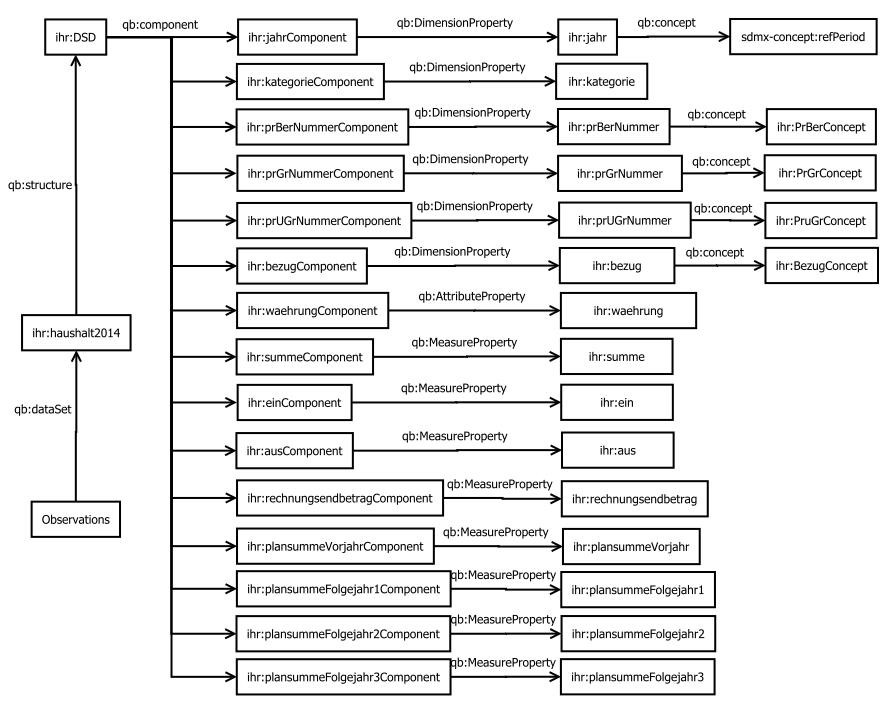 qb:component
ihr:DSD
ihr:jahrComponent
qb:DimensionProperty
ihr:jahr
qb:concept
sdmx-concept:refPeriod
ihr:kategorieComponent
qb:DimensionProperty
ihr:kategorie
ihr:prBerNummerComponent
qb:DimensionProperty
ihr:prBerNummer
qb:concept
ihr:PrBerConcept
ihr:prGrNummerComponent
qb:DimensionProperty
ihr:prGrNummer
qb:concept
ihr:PrGrConcept
qb:structure
ihr:prUGrNummerComponent
qb:DimensionProperty
ihr:prUGrNummer
qb:concept
ihr:PruGrConcept
ihr:bezugComponent
qb:DimensionProperty
ihr:bezug
qb:concept
ihr:BezugConcept
ihr:waehrungComponent
qb:AttributeProperty
ihr:waehrung
ihr:haushalt2014
ihr:summeComponent
qb:MeasureProperty
ihr:summe
ihr:einComponent
qb:MeasureProperty
ihr:ein
qb:dataSet
ihr:ausComponent
qb:MeasureProperty
ihr:aus
ihr:rechnungsendbetragComponent
qb:MeasureProperty
ihr:rechnungsendbetrag
Observations
ihr:plansummeVorjahrComponent
qb:MeasureProperty
ihr:plansummeVorjahr
ihr:plansummeFolgejahr1Component
qb:MeasureProperty
ihr:plansummeFolgejahr1
ihr:plansummeFolgejahr2Component
qb:MeasureProperty
ihr:plansummeFolgejahr2
ihr:plansummeFolgejahr3Component
qb:MeasureProperty
ihr:plansummeFolgejahr3